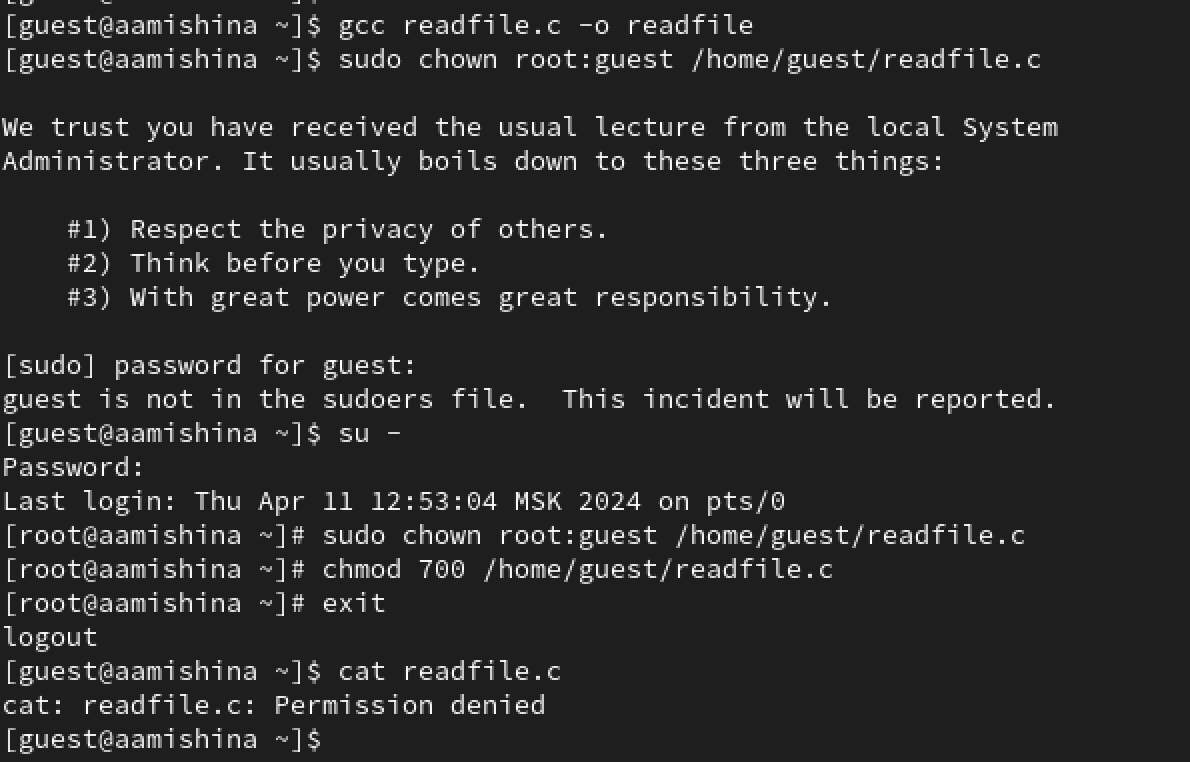 [guest@aamishina ~]$ gcc readfile.c -o readfile
[guest@aamishina ~]$ sudo chown root:guest /home/guest/readfile.c
We trust you have received the usual lecture from the local System
Administrator. It usually boils down to these three things:
#1) Respect the privacy of others.
#2) Think before you type.
#3) With great power comes great responsibility.
[sudo] password for guest:
guest is not in the sudoers file.  This incident will be reported.
[guest@aamishina ~]$ su -
Password:
Last login: Thu Apr 11 12:53:04 MSK 2024 on pts/0
[root@aamishina ~]# sudo chown root:guest /home/guest/readfile.c
[root@aamishina ~]# chmod 700 /home/guest/readfile.c
[root@aamishina ~]# exit
logout
[guest@aamishina ~]$ cat readfile.c
cat: readfile.c: Permission denied
[guest@aamishina ~]$